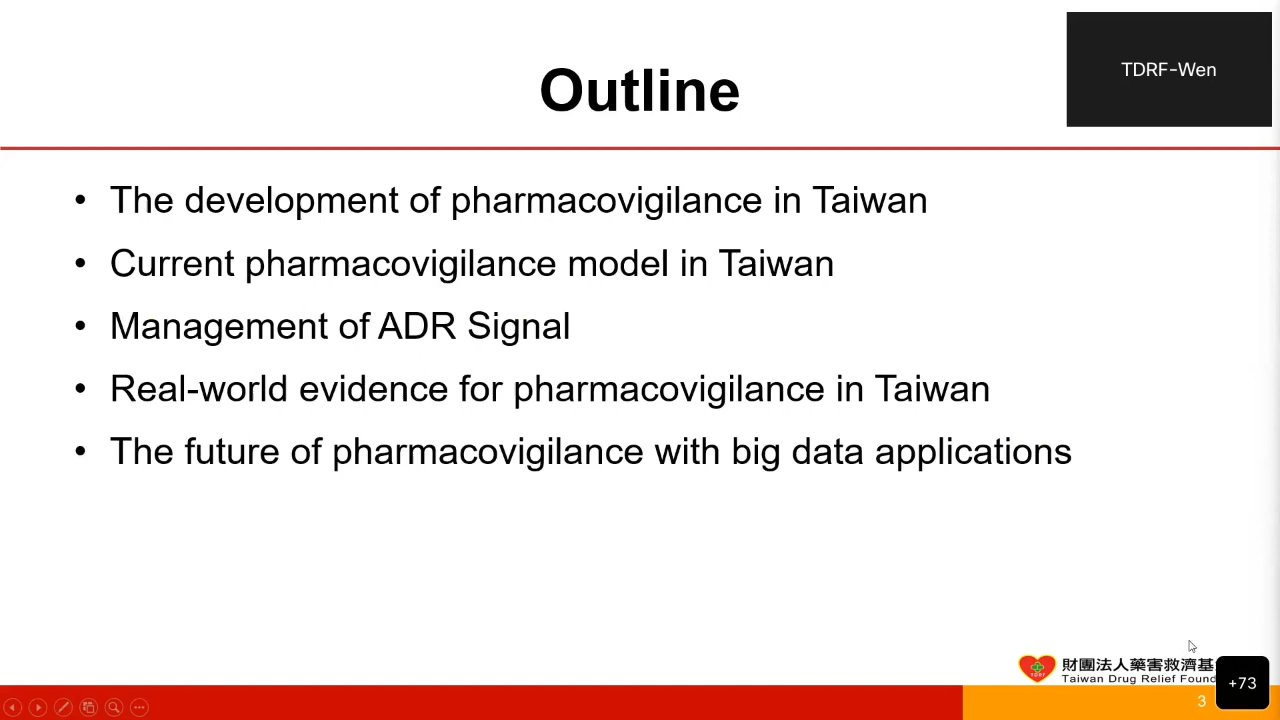 TDRF-Wen
Outline
• The development of pharmacovigilance in Taiwan
• Current pharmacovigilance model in Taiwan
• Management of ADR Signal
• Real-world evidence for pharmacovigilance in Taiwan
• The future of pharmacovigilance with big data applications
財團法人藥害救濟基
Taiwan Drug Relief Found
TDRF
3
+73